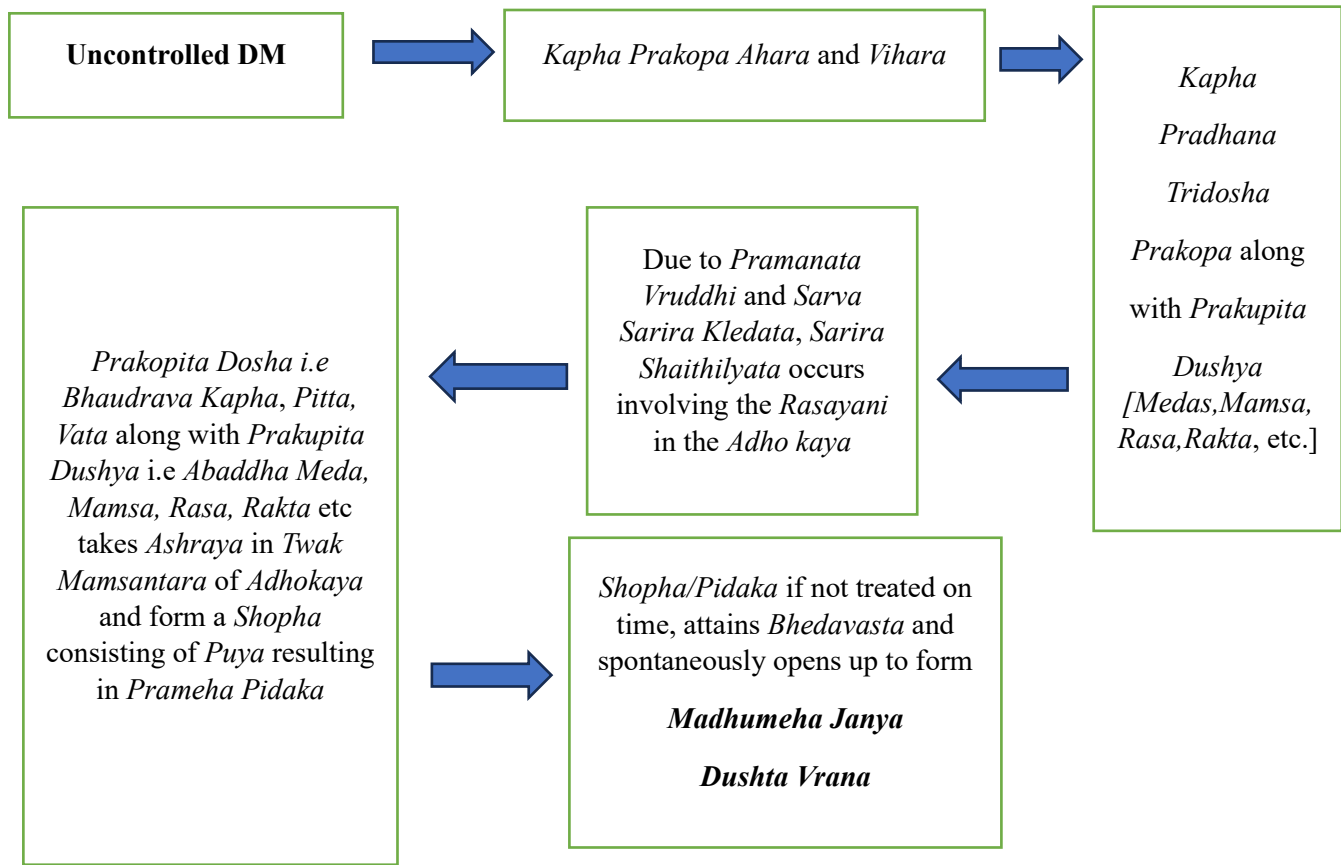 Uncontrolled DM
Kapha Prakopa Ahara and Vihara
Kapha
Pradhana
Tridosha
Prakopa along
with Prakupita
Dushya
[Medas,Mamsa,
Rasa,Rakta, etc.]
Due to Pramanata
Vruddhi and Sarva
Sarira Kledata, Sarira
Shaithilyata occurs
involving the Rasayani
in the Adho kaya
Prakopita Dosha i.e
Bhaudrava Kapha, Pitta,
Vata along with Prakupita
Dushya i.e Abaddha Meda,
Mamsa, Rasa, Rakta etc
takes Ashraya in Twak
Mamsantara of Adhokaya
and form a Shopha
consisting of Puya resulting
in Prameha Pidaka
Shopha/Pidaka if not treated on
time, attains Bhedavasta and
spontaneously opens up to form
Madhumeha Janya
Dushta Vrana